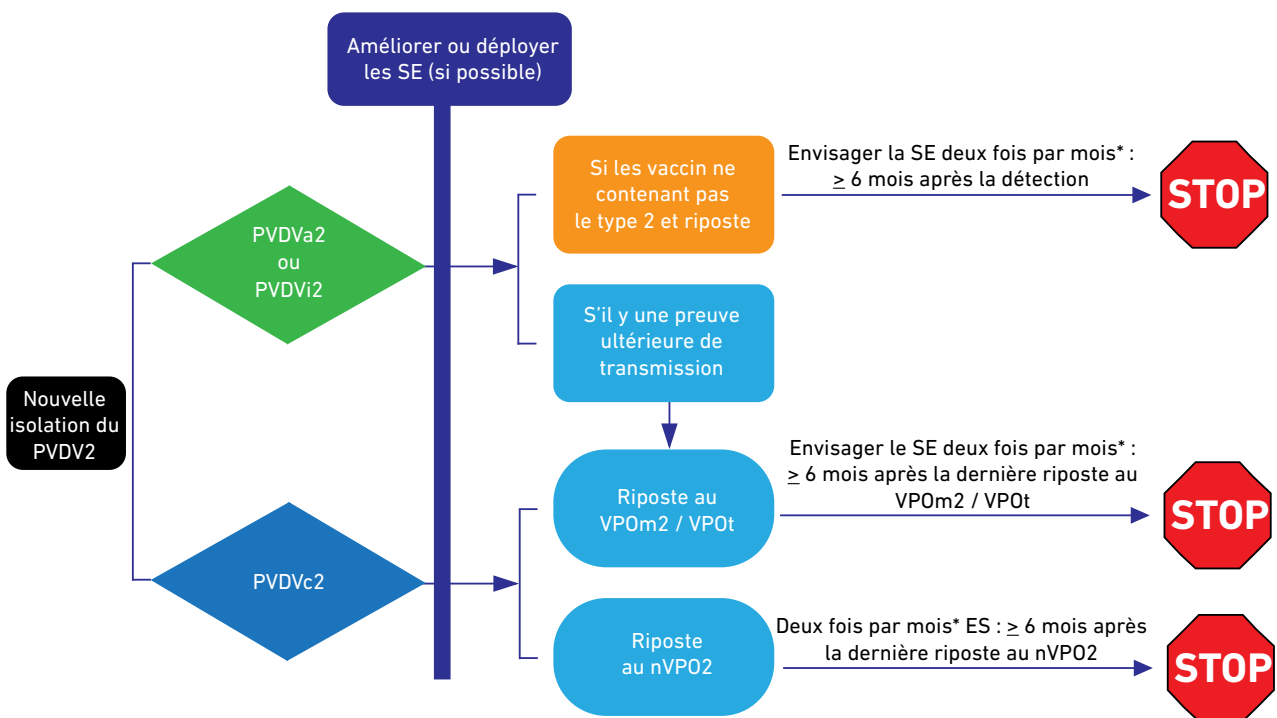 Améliorer ou déployer
les SE (si possible)
Si les vaccin ne
contenant pas
le type 2 et riposte
Envisager la SE deux fois par mois* :
≥ 6 mois après la détection
STOP
PVDVa2
ou
PVDVi2
S'il y une preuve
ultérieure de
transmission
Nouvelle
isolation du
PVDV2
Riposte au
VPOm2 / VPOt
Envisager le SE deux fois par mois* :
≥ 6 mois après la dernière riposte au
VPOm2 / VPOt
STOP
PVDVc2
Riposte
au nVPO2
Deux fois par mois* ES : ≥ 6 mois après
la dernière riposte au nVPO2
STOP